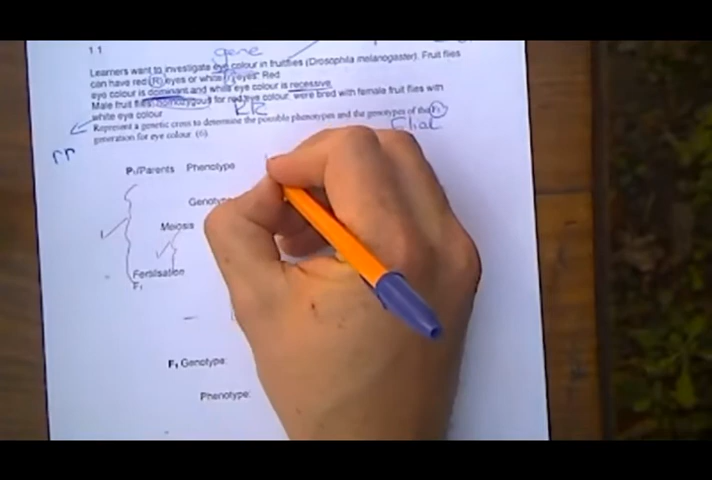 1.1
gene
Learners want to investigate eye colour in fruitflies (Drosophila melanogaster). Fruit flies
can have red (R) eyes or white (r) eyes. Red
eye colour is dominant and white eye colour is recessive
Male fruit flies, homozygous for red eye colour, were bred with female fruit flies with
white eye colour
RR
Represent a genetic cross to determine the possible phenotypes and the genotypes of the F₁
generation for eye colour. (6)
Filial
rr
P₁/Parents Phenotype
Genotype
Meiosis
Fertilisation
F₁
F₁ Genotype:
Phenotype: